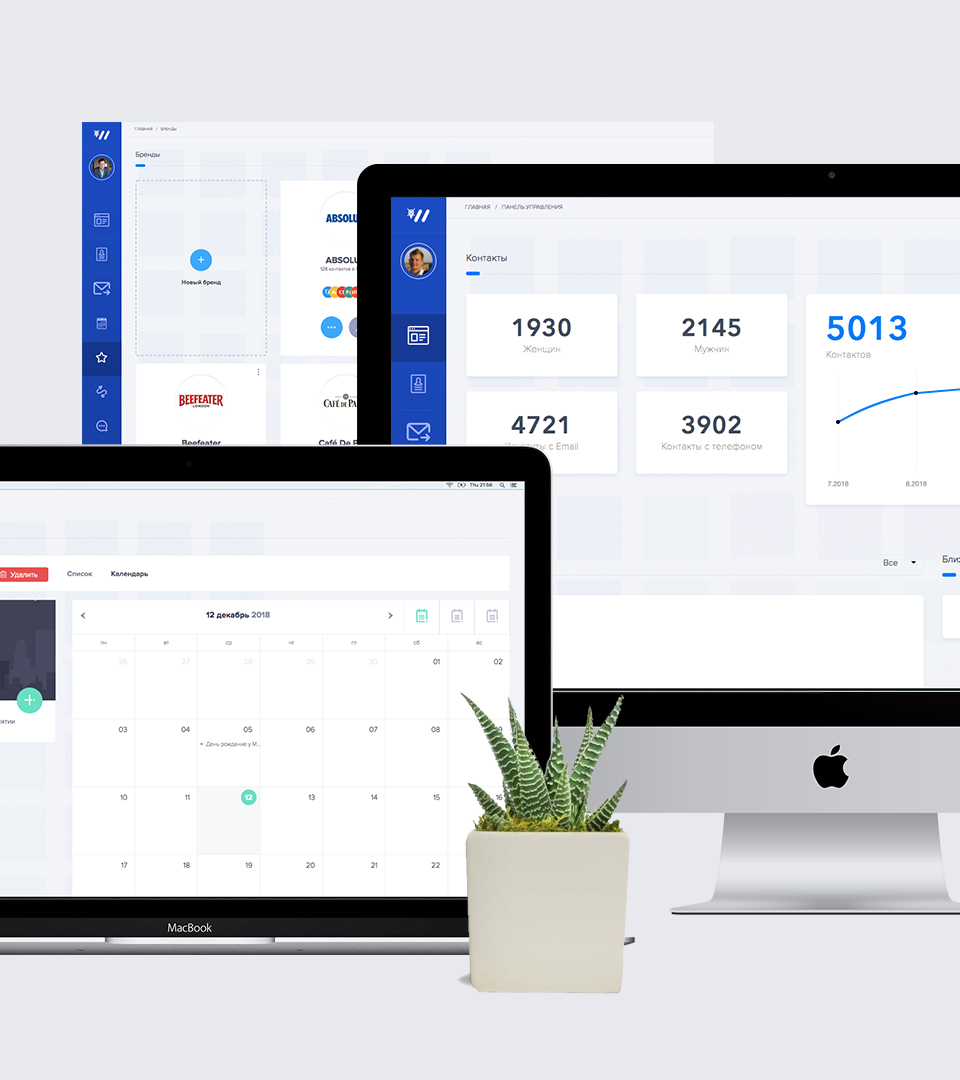 ГЛАВНАЯ / БРЕНДЫ
Бренды
Новый бренд
ABSOLU
ABSOLU
128 контактов в
BEEFEATER
LONDON
Beefeater
CAFÉ DE PA
Café De P
ГЛАВНАЯ / ПАНЕЛЬ УПРАВЛЕНИЯ
Контакты
1930
Женщин
2145
Мужчин
5013
Контактов
4721
Контакты с Email
3902
Контакты с телефоном
7.2018 8.2018
Все
Бли
Thu 21:56
Удалить Список Календарь
12 декабрь 2018
пн вт ср чт пт сб вс
26 27 28 29 30 01 02
03 04 05 06 07 08
День рождение у М...
10 11 12 13 14 15 16
17 18 19 20 21 22
ятии
MacBook